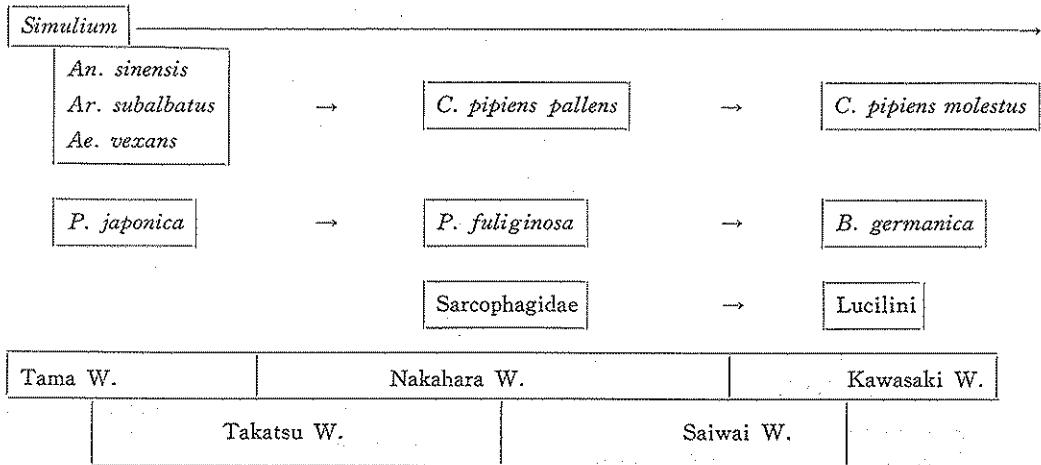 Simulium
An. sinensis
Ar. subalbatus → C. pipiens pallens → C. pipiens molestus
Ae. vexans
P. japonica → P. fuliginosa → B. germanica
Sarcophagidae → Lucilini
Tama W. Nakahara W. Kawasaki W.
Takatsu W. Saiwai W.